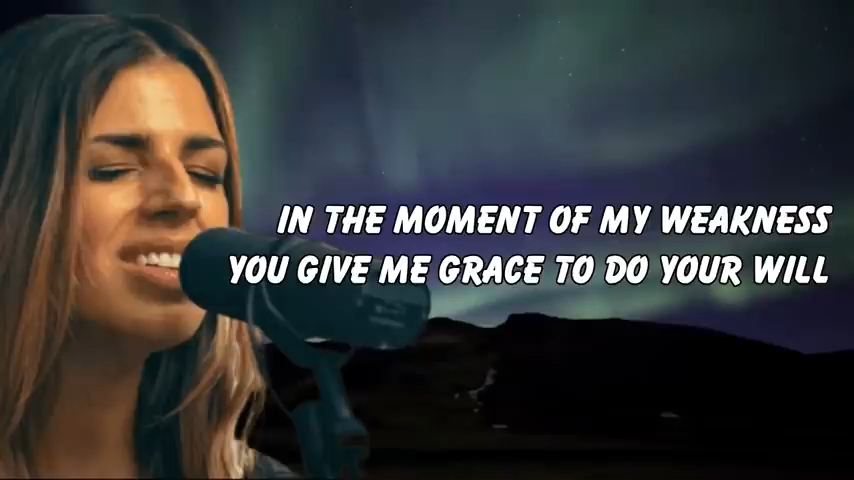 IN THE MOMENT OF MY WEAKNESS
YOU GIVE ME GRACE TO DO YOUR WILL